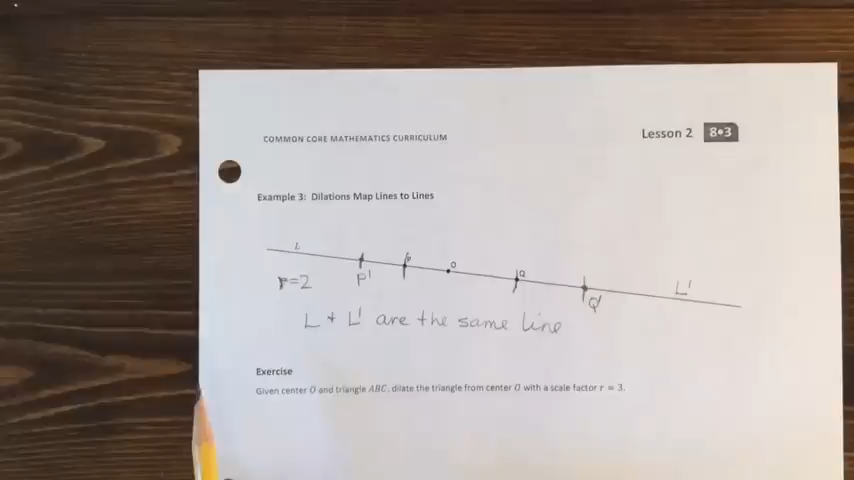 COMMON CORE MATHEMATICS CURRICULUM
Lesson 2 8•3
Example 3: Dilations Map Lines to Lines
L
P
O
Q
r=2
P'
Q'
L'
L + L' are the same line
Exercise
Given center O and triangle ABC, dilate the triangle from center O with a scale factor r = 3.